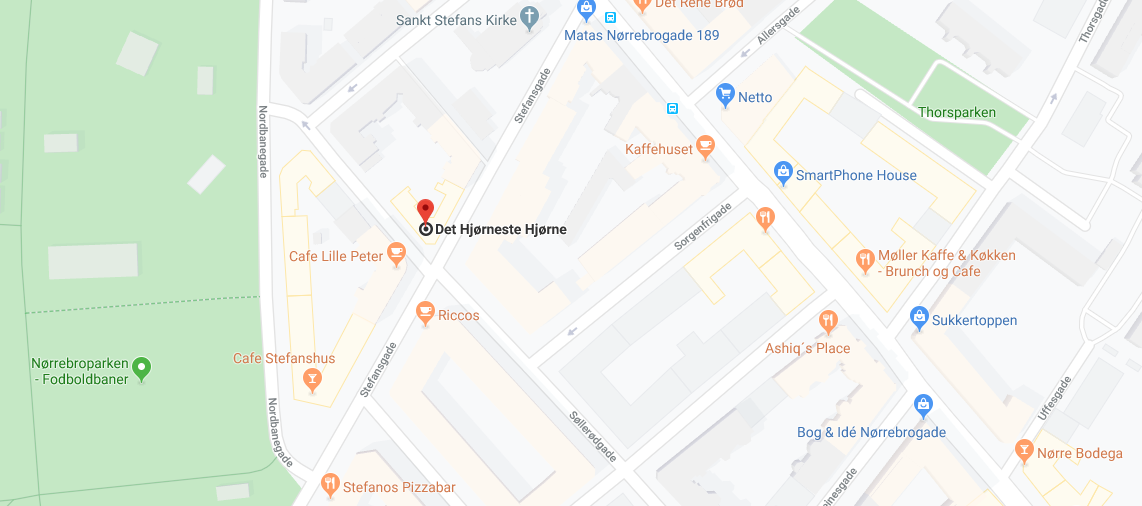 Det Rene Brød
Sankt Stefans Kirke
Matas Nørrebrogade 189
Allersgade
Thorsgade
Stefansgade
Netto
Nordbanegade
Thorsparken
Kaffehuset
SmartPhone House
Det Hjørneste Hjørne
Sorgenfrigade
Cafe Lille Peter
Møller Kaffe & Køkken
- Brunch og Cafe
Riccos
Sukkertoppen
Ashiq´s Place
Nørrebroparken
- Fodboldbaner
Cafe Stefanshus
Stefansgade
Uffesgade
Nordbanegade
Søllerødgade
Bog & Idé Nørrebrogade
Nørre Bodega
Stefanos Pizzabar